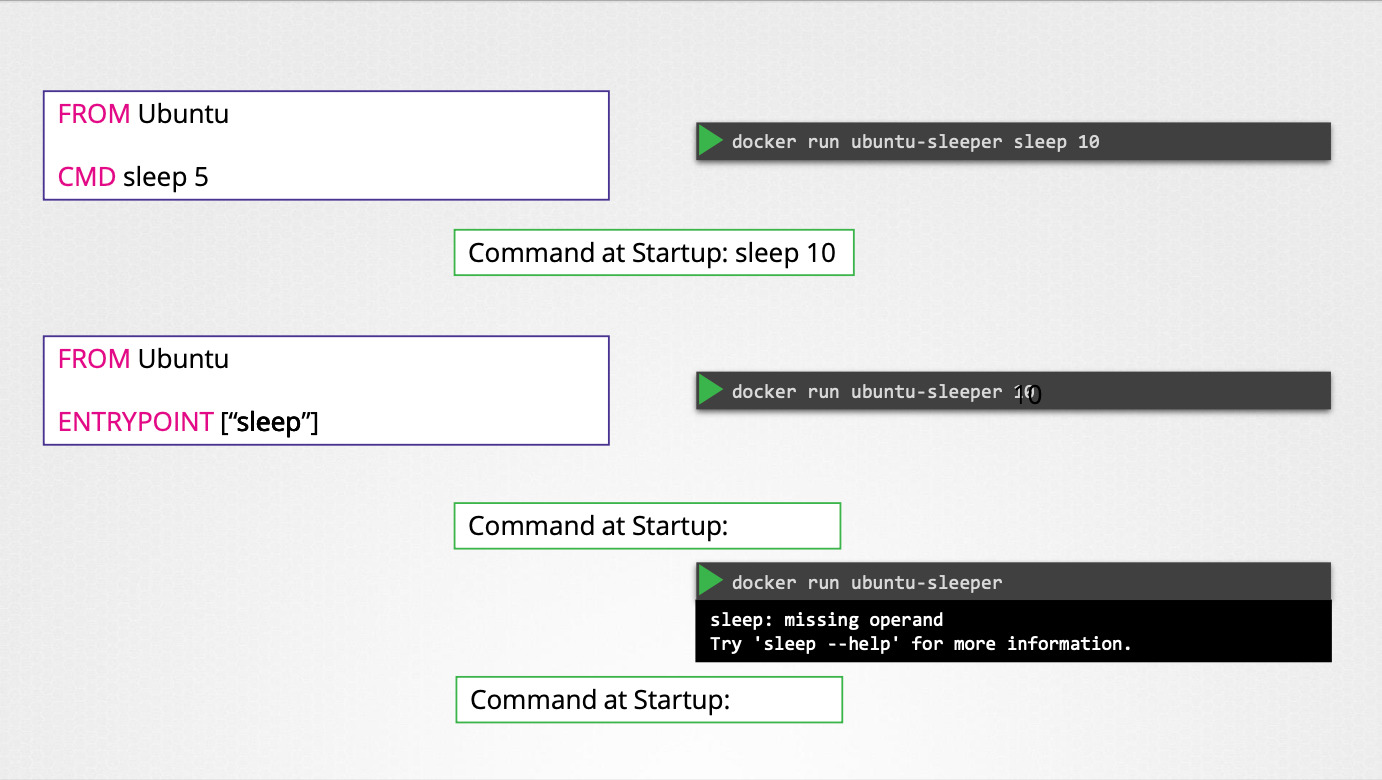 FROM Ubuntu
CMD sleep 5
docker run ubuntu-sleeper sleep 10
Command at Startup: sleep 10
FROM Ubuntu
ENTRYPOINT [“sleep”]
docker run ubuntu-sleeper 10
10
Command at Startup:
docker run ubuntu-sleeper
sleep: missing operand
Try 'sleep --help' for more information.
Command at Startup: